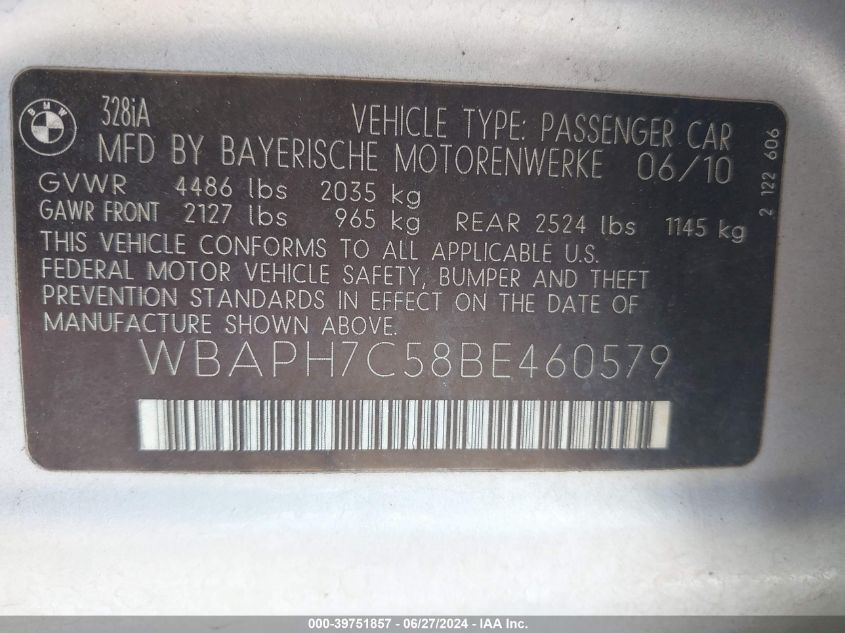 BMW
328iA
VEHICLE TYPE: PASSENGER CAR
MFD BY BAYERISCHE MOTORENWERKE 06/10
GVWR 4486 lbs 2035 kg
GAWR FRONT 2127 lbs 965 kg REAR 2524 lbs 1145 kg
THIS VEHICLE CONFORMS TO ALL APPLICABLE U.S.
FEDERAL MOTOR VEHICLE SAFETY, BUMPER AND THEFT
PREVENTION STANDARDS IN EFFECT ON THE DATE OF
MANUFACTURE SHOWN ABOVE.
WBAPH7C58BE460579
2 122 606
000-39751857 - 06/27/2024 - IAA Inc.